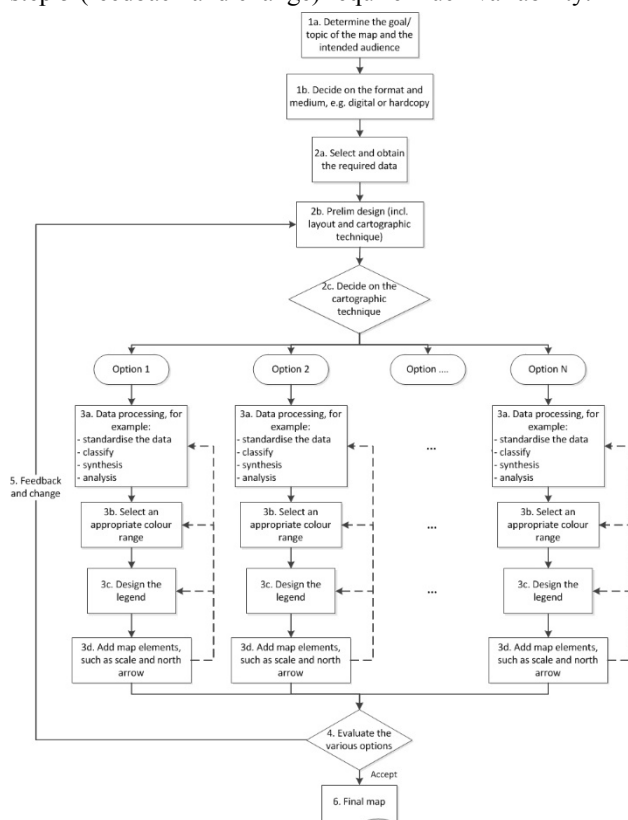 (feedback and change) require variability.
1a. Determine the goal/
topic of the map and the
intended audience
1b. Decide on the format and
medium, e.g. digital or hardcopy
2a. Select and obtain
the required data
2b. Prelim design (incl.
layout and cartographic
technique)
2c. Decide on the
cartographic
technique
Option 1
Option 2
Option ....
Option N
3a. Data processing, for
example:
- standardise the data
- classify
- synthesis
- analysis
3a. Data processing, for
example:
- standardise the data
- classify
- synthesis
- analysis
...
3a. Data processing, for
example:
- standardise the data
- classify
- synthesis
- analysis
5. Feedback
and change
3b. Select an
appropriate colour
range
3b. Select an
appropriate colour
range
...
3b. Select an
appropriate colour
range
3c. Design the
legend
3c. Design the
legend
...
3c. Design the
legend
3d. Add map elements,
such as scale and north
arrow
3d. Add map elements,
such as scale and north
arrow
3d. Add map elements,
such as scale and north
arrow
4. Evaluate the
various options
Accept
6. Final map